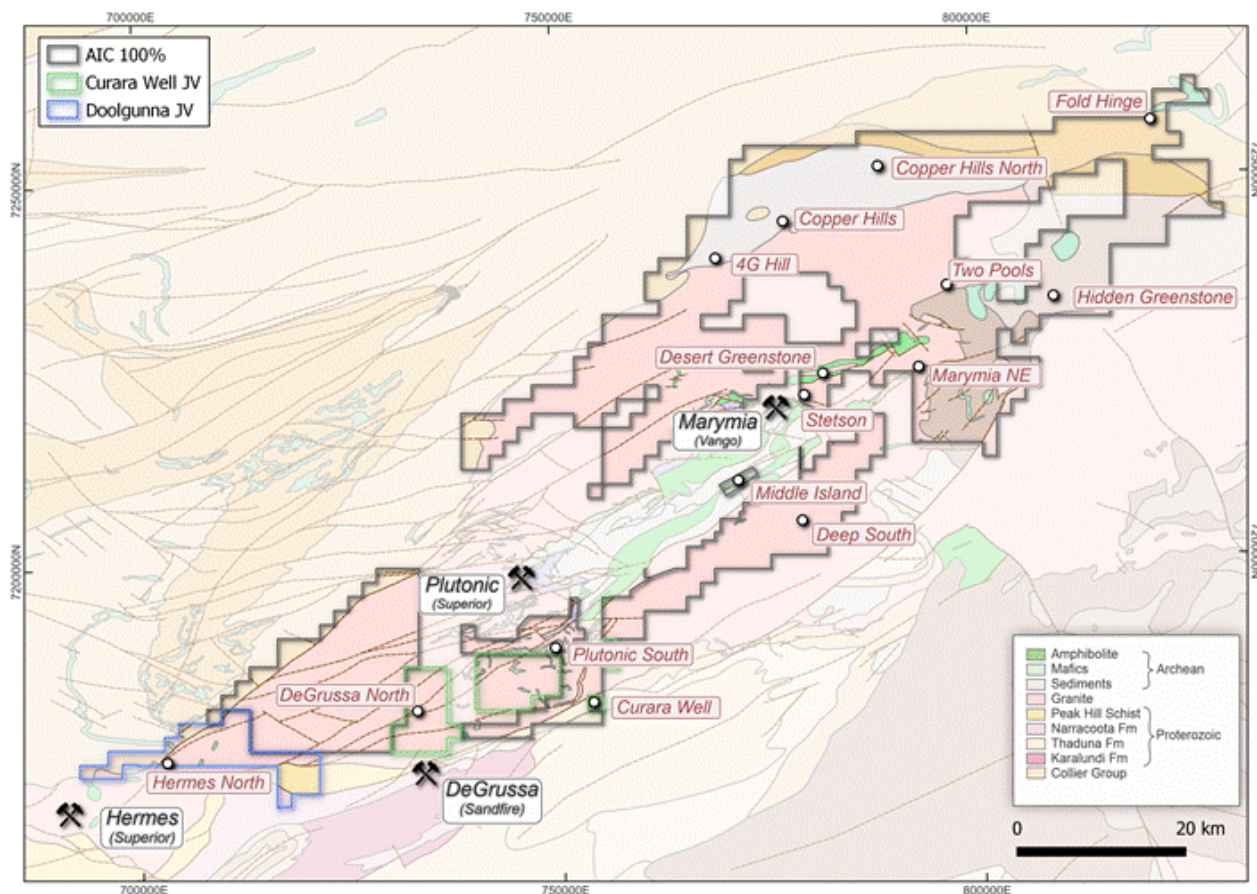 700000E
750000E
800000E
AIC 100%
Curara Well JV
Doolgunna JV
Fold Hinge
Copper Hills North
7250000N
7250000N
Copper Hills
4G Hill
Two Pools
Hidden Greenstone
Desert Greenstone
Marymia NE
Marymia
(Vango)
Stetson
Middle Island
Deep South
7200000N
7200000N
Plutonic
(Superior)
Plutonic South
DeGrussa North
Curara Well
Hermes North
DeGrussa
(Sandfire)
Hermes
(Superior)
Amphibolite
Mafics
Archean
Sediments
Granite
Peak Hill Schist
Narracoota Fm
Proterozoic
Thaduna Fm
Karalundi Fm
Collier Group
0
20 km
700000E
750000E
800000E